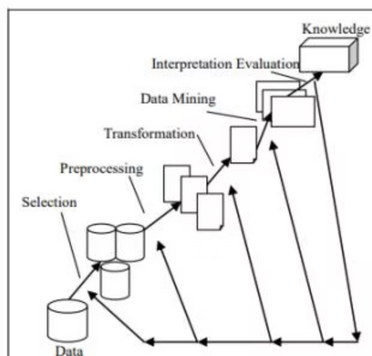 Knowledge
Interpretation Evaluation
Data Mining
Transformation
Preprocessing
Selection
Data